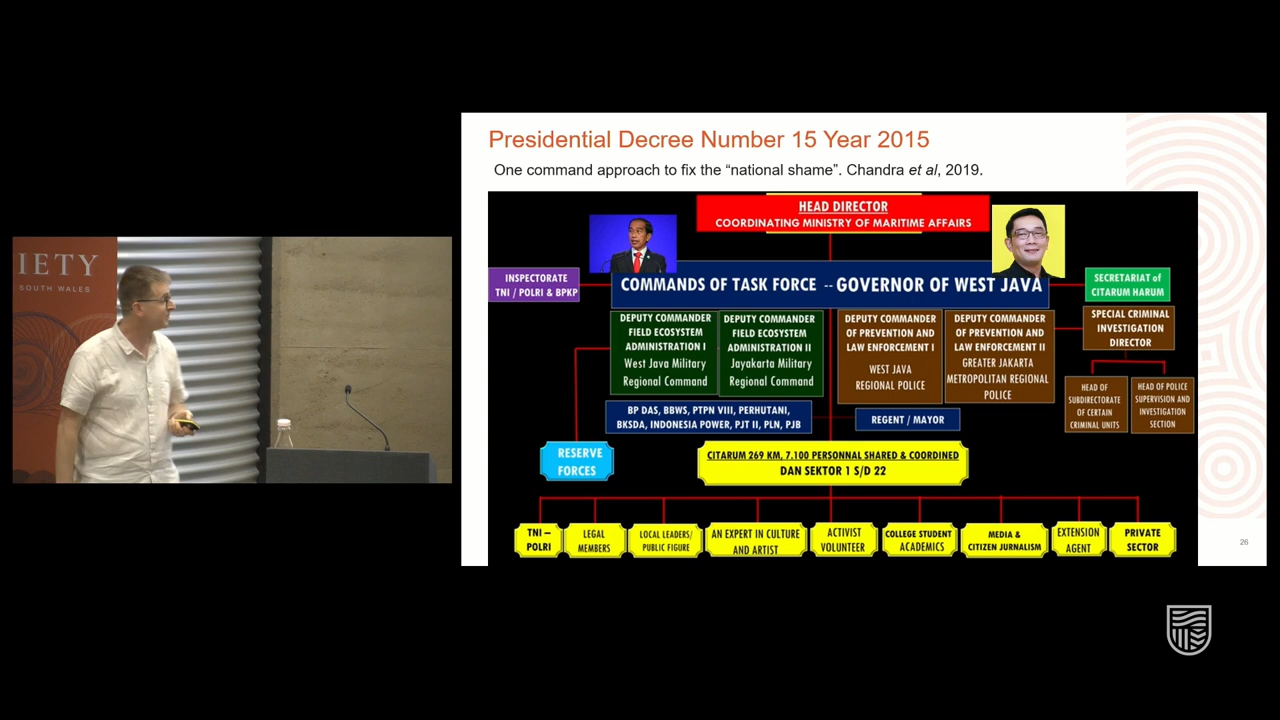 IETY
SOUTH WALES
Presidential Decree Number 15 Year 2015
One command approach to fix the “national shame”. Chandra et al, 2019.
HEAD DIRECTOR
COORDINATING MINISTRY OF MARITIME AFFAIRS
INSPECTORATE
TNI / POLRI & BPKP
COMMANDS OF TASK FORCE -- GOVERNOR OF WEST JAVA
SECRETARIAT of
CITARUM HARUM
DEPUTY COMMANDER
FIELD ECOSYSTEM
ADMINISTRATION I
West Java Military
Regional Command
DEPUTY COMMANDER
FIELD ECOSYSTEM
ADMINISTRATION II
Jayakarta Military
Regional Command
DEPUTY COMMANDER
OF PREVENTION AND
LAW ENFORCEMENT I
WEST JAVA
REGIONAL POLICE
DEPUTY COMMANDER
OF PREVENTION AND
LAW ENFORCEMENT II
GREATER JAKARTA
METROPOLITAN REGIONAL
POLICE
SPECIAL CRIMINAL
INVESTIGATION
DIRECTOR
HEAD OF
SUBDIRECTORATE
OF CERTAIN
CRIMINAL UNITS
HEAD OF POLICE
SUPERVISION AND
INVESTIGATION
SECTION
BP DAS, BBWS, PTPN VIII, PERHUTANI,
BKSDA, INDONESIA POWER, PJT II, PLN, PJB
REGENT / MAYOR
RESERVE
FORCES
CITARUM 269 KM, 7.100 PERSONNAL SHARED & COORDINED
DAN SEKTOR 1 S/D 22
TNI –
POLRI
LEGAL
MEMBERS
LOCAL LEADERS/
PUBLIC FIGURE
AN EXPERT IN CULTURE
AND ARTIST
ACTIVIST
VOLUNTEER
COLLEGE STUDENT
ACADEMICS
MEDIA &
CITIZEN JURNALISM
EXTENSION
AGENT
PRIVATE
SECTOR
26